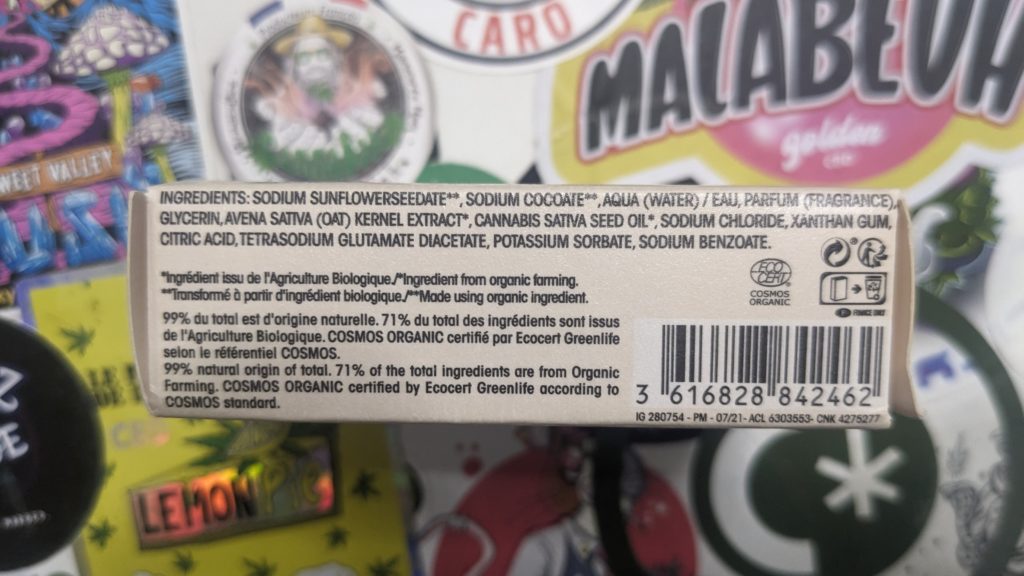 CARO
MALABEUH
golden
CBD
SWEET VALLEY
INGREDIENTS: SODIUM SUNFLOWERSEEDATE**, SODIUM COCOATE**, AQUA (WATER) / EAU, PARFUM (FRAGRANCE),
GLYCERIN, AVENA SATIVA (OAT) KERNEL EXTRACT*, CANNABIS SATIVA SEED OIL*, SODIUM CHLORIDE, XANTHAN GUM,
CITRIC ACID, TETRASODIUM GLUTAMATE DIACETATE, POTASSIUM SORBATE, SODIUM BENZOATE.
*Ingrédient issu de l'Agriculture Biologique./*Ingredient from organic farming.
**Transformé à partir d'ingrédient biologique./**Made using organic ingredient.
99% du total est d'origine naturelle. 71% du total des ingrédients sont issus
de l'Agriculture Biologique. COSMOS ORGANIC certifié par Ecocert Greenlife
selon le référentiel COSMOS.
99% natural origin of total. 71% of the total ingredients are from Organic
Farming. COSMOS ORGANIC certified by Ecocert Greenlife according to
COSMOS standard.
ECO
CERT
COSMOS
ORGANIC
3 616828 842462
IG 280754 - PM - 07/21- ACL 6303553- CNK 4275277
LEMON